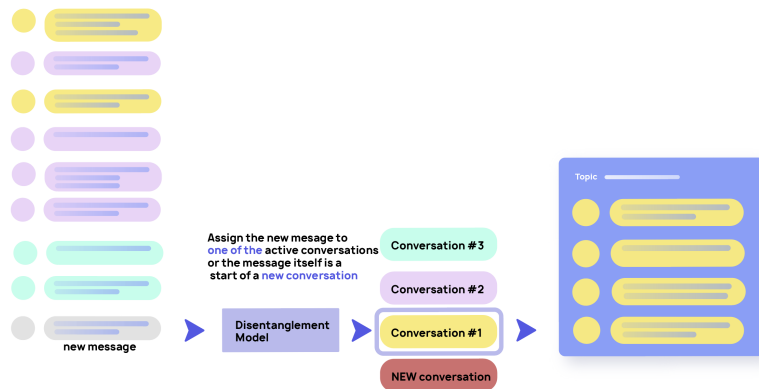 Topic
Assign the new mesage to
one of the active conversations
or the message itself is a
start of a new conversation
Conversation #3
Conversation #2
Disentanglement
Model
Conversation #1
new message
NEW conversation